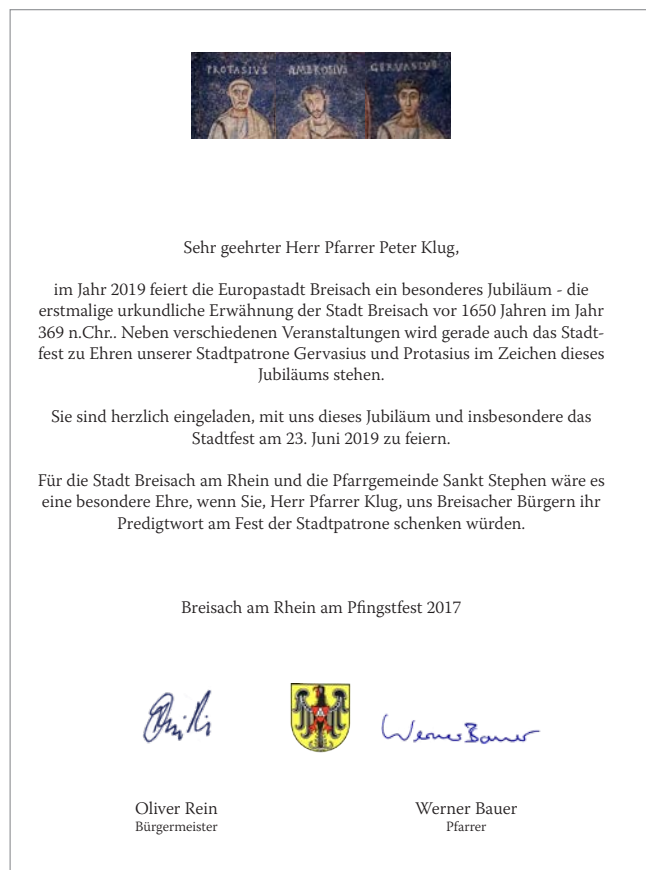 PROTASIVS AMBROSIVS GERVASIVS
Sehr geehrter Herr Pfarrer Peter Klug,
im Jahr 2019 feiert die Europastadt Breisach ein besonderes Jubiläum - die
erstmalige urkundliche Erwähnung der Stadt Breisach vor 1650 Jahren im Jahr
369 n.Chr.. Neben verschiedenen Veranstaltungen wird gerade auch das Stadt-
fest zu Ehren unserer Stadtpatrone Gervasius und Protasius im Zeichen dieses
Jubiläums stehen.
Sie sind herzlich eingeladen, mit uns dieses Jubiläum und insbesondere das
Stadtfest am 23. Juni 2019 zu feiern.
Für die Stadt Breisach am Rhein und die Pfarrgemeinde Sankt Stephen wäre es
eine besondere Ehre, wenn Sie, Herr Pfarrer Klug, uns Breisacher Bürgern ihr
Predigtwort am Fest der Stadtpatrone schenken würden.
Breisach am Rhein am Pfingstfest 2017
Werner Bauer
Oliver Rein Werner Bauer
Bürgermeister Pfarrer